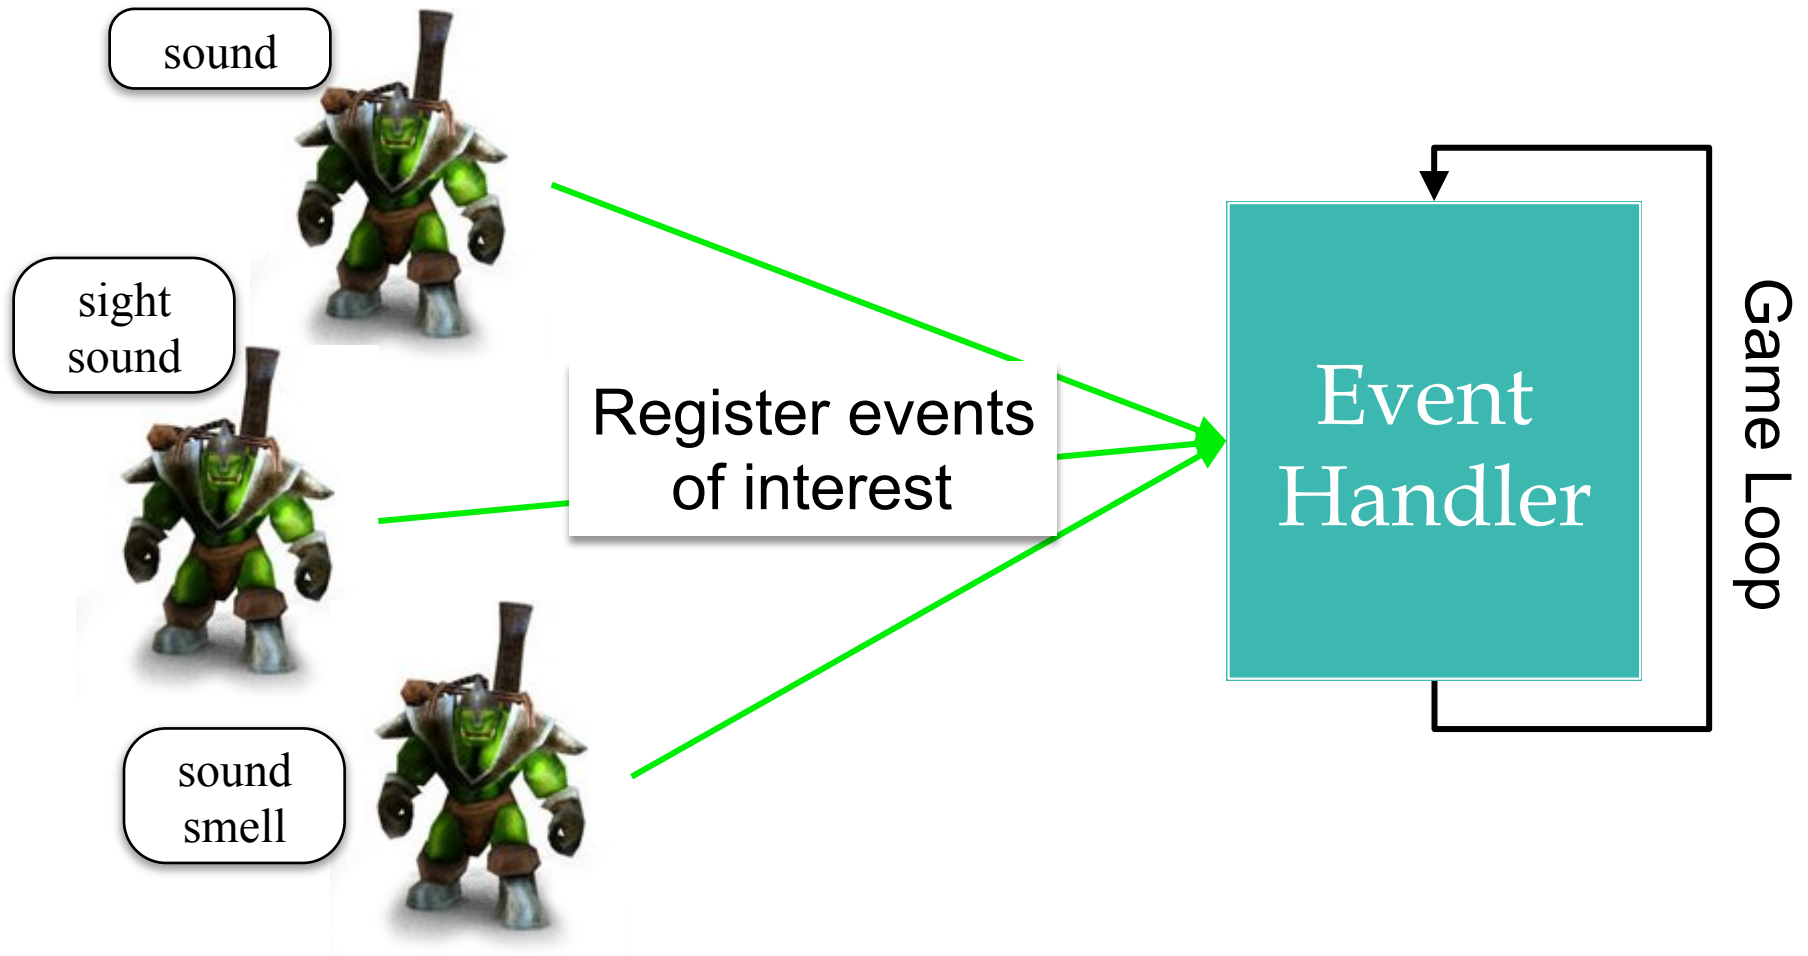 sound
sight
sound
sound
smell
Register events
of interest
Event
Handler
Game Loop